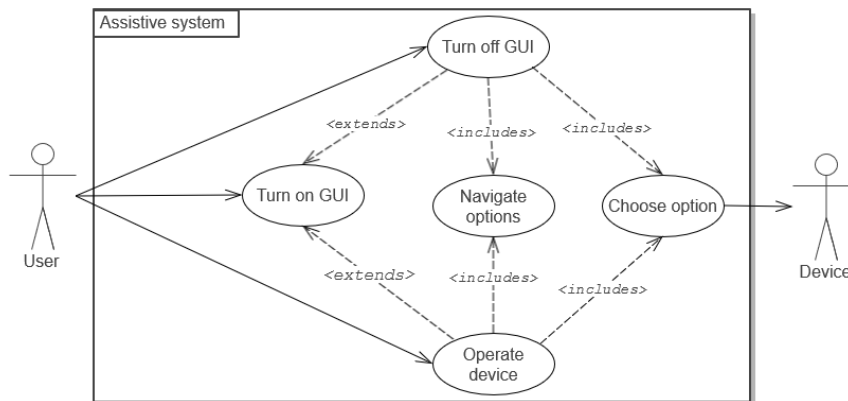 Assistive system
Turn off GUI
<extends>
<includes>
<includes>
Turn on GUI
Navigate
options
Choose option
User
Device
<extends>
<includes>
<includes>
Operate
device